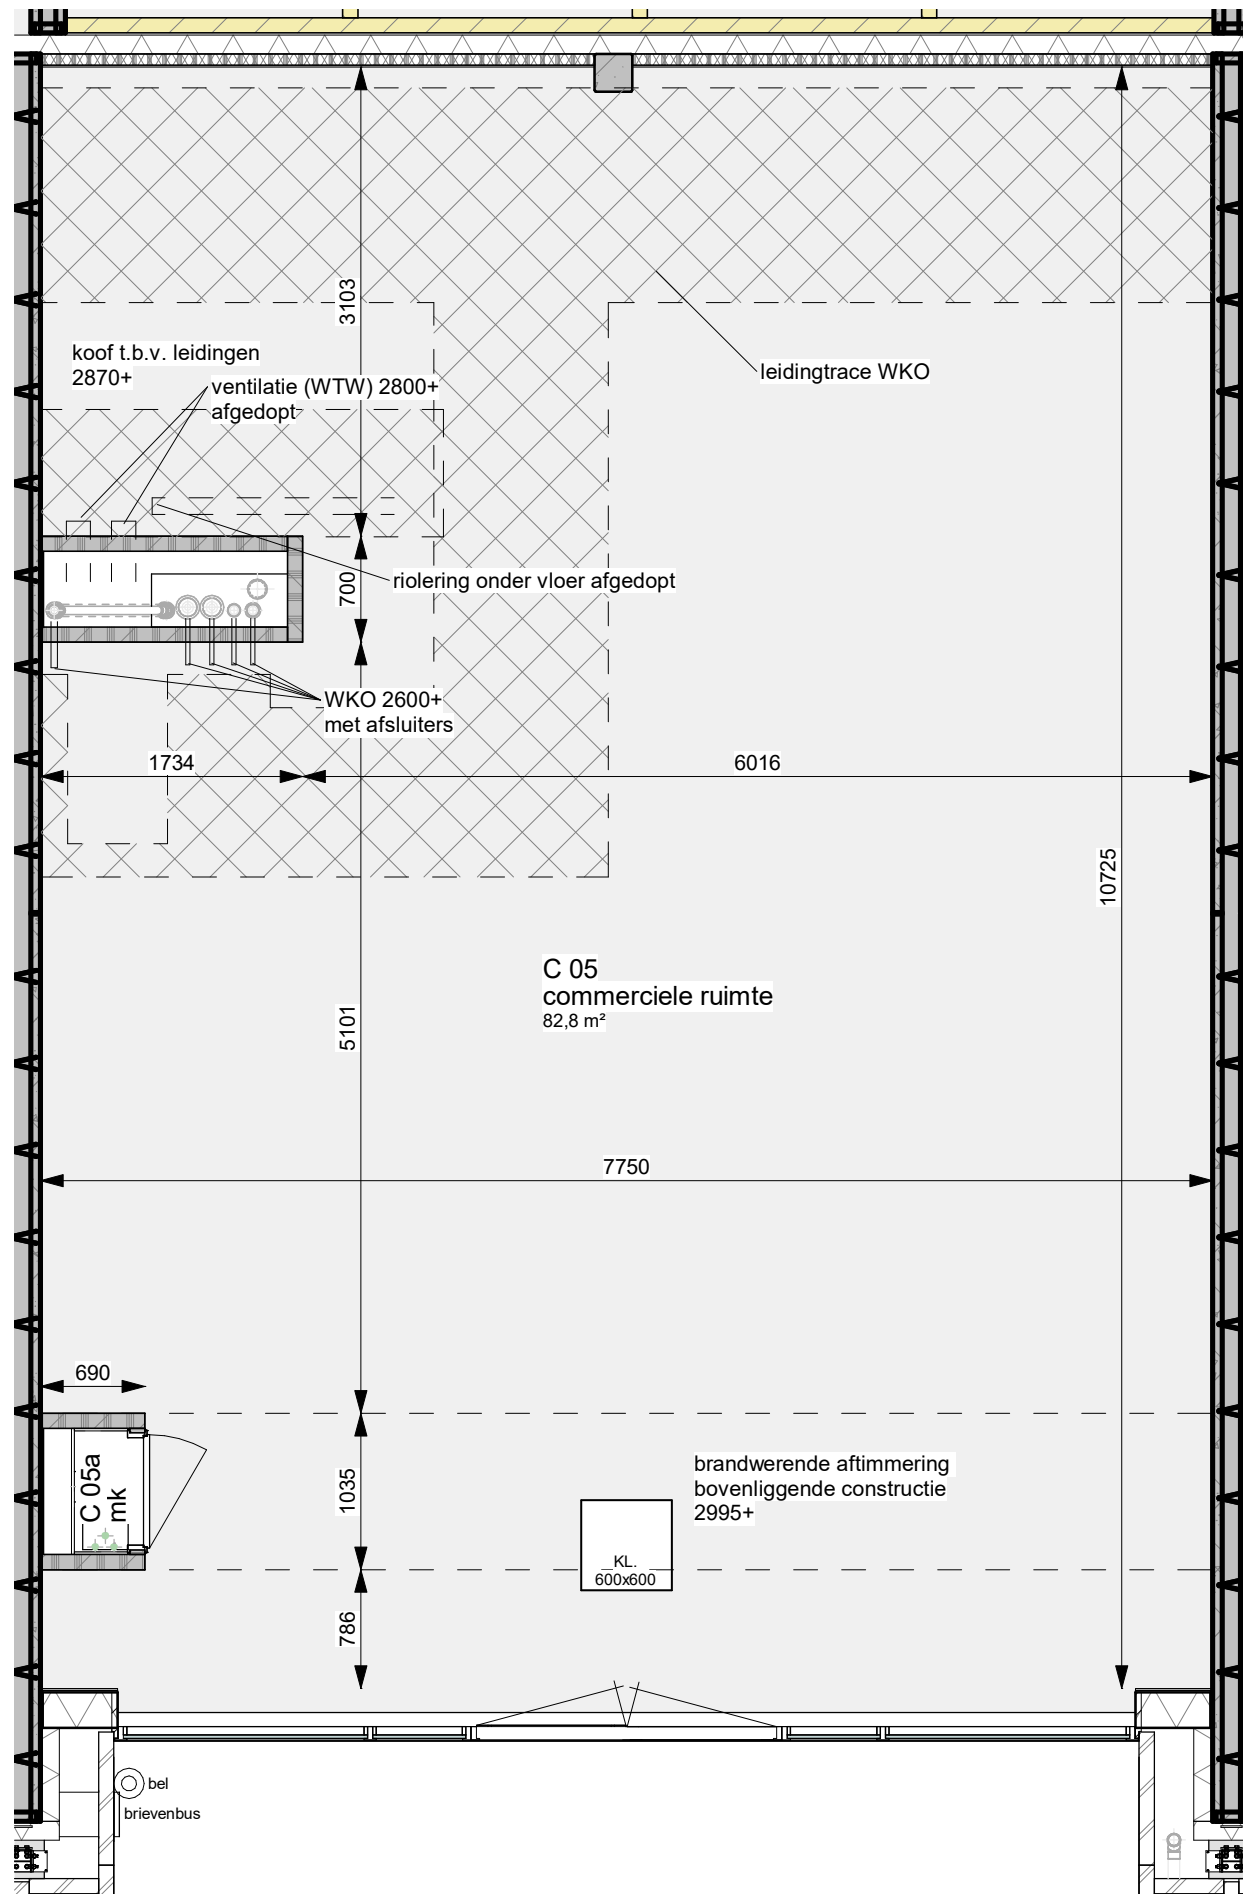 3103
koof t.b.v. leidingen
2870+
ventilatie (WTW) 2800+
afgedopt
leidingtrace WKO
700
riolering onder vloer afgedopt
WKO 2600+
met afsluiters
1734
6016
10725
C 05
commerciele ruimte
82,8 m²
5101
7750
690
C 05a
mk
1035
brandwerende aftimmering
bovenliggende constructie
2995+
KL.
600x600
786
bel
brievenbus